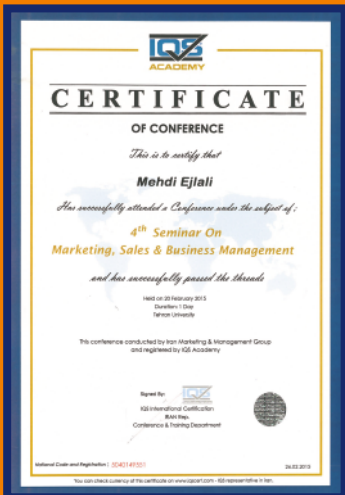 IQS
ACADEMY
CERTIFICATE
OF CONFERENCE
This is to certify that
Mehdi Ejlali
Has successfully attended a Conference under the subject of ;
4th Seminar On
Marketing, Sales & Business Management
and has successfully passed the threads
Held on 20 February 2015
Duration: 1 Day
Tehran University
This conference conducted by Iran Marketing & Management Group
and registered by IQS Academy
Signed By:
IQS
IQS International Certification
IRAN Rep.
Conference & Training Department
National Code and Registration : 5040149551
26.02.2015
You can check currency of this certificate on www.iqscert.com - IQS representative in Iran.